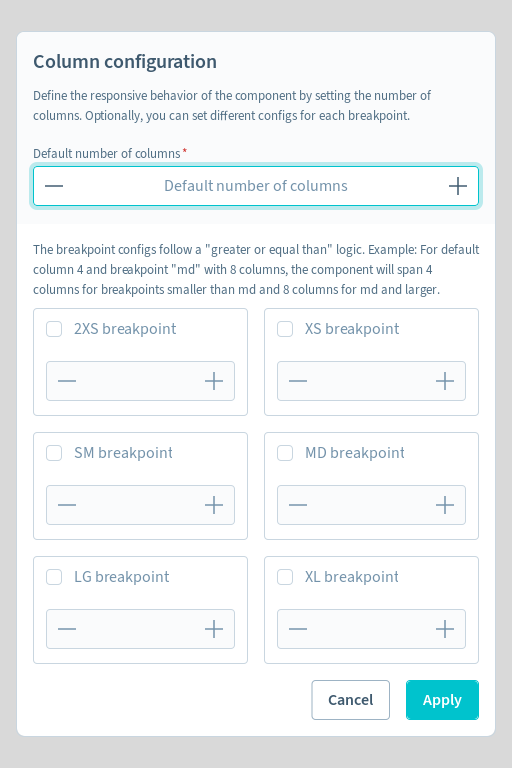 Column configuration
Define the responsive behavior of the component by setting the number of
columns. Optionally, you can set different configs for each breakpoint.
Default number of columns *
Default number of columns
The breakpoint configs follow a "greater or equal than" logic. Example: For default
column 4 and breakpoint "md" with 8 columns, the component will span 4
columns for breakpoints smaller than md and 8 columns for md and larger.
2XS breakpoint
XS breakpoint
SM breakpoint
MD breakpoint
LG breakpoint
XL breakpoint
Cancel
Apply